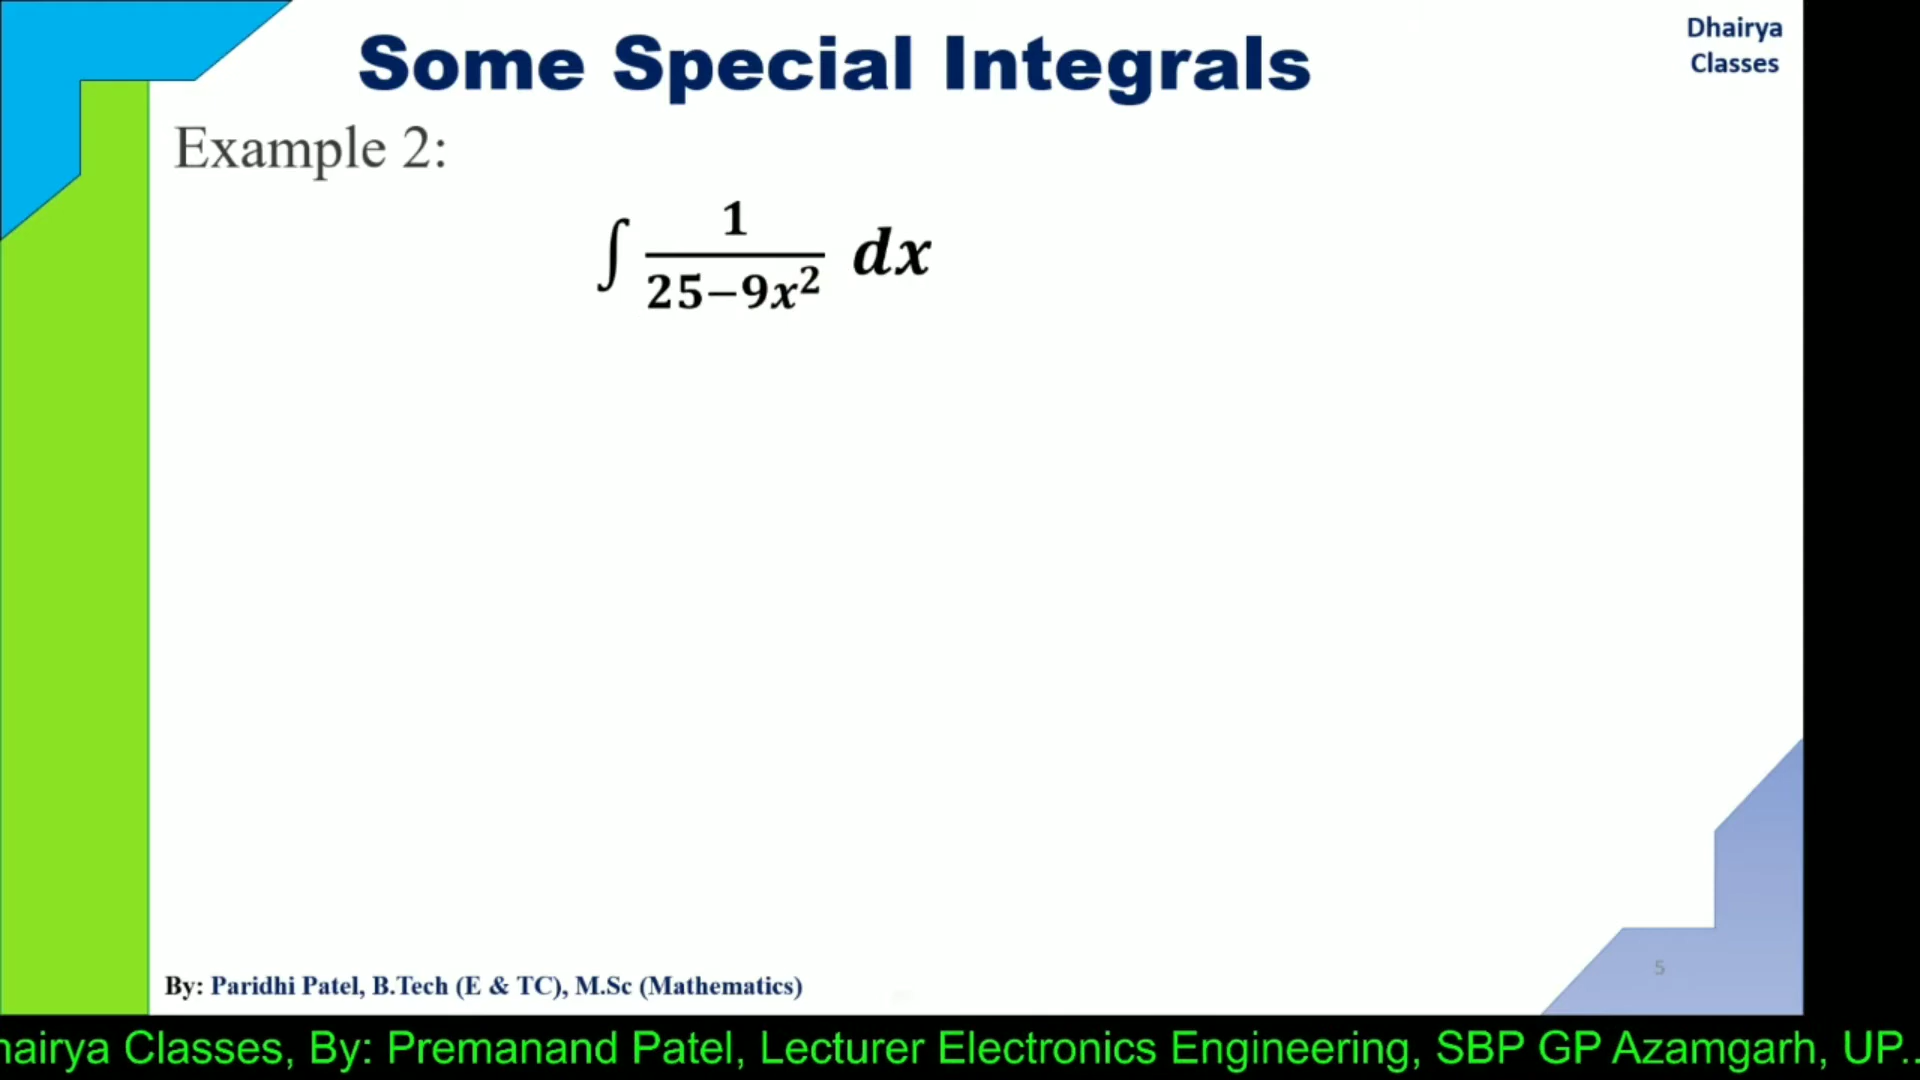 Some Special Integrals
Dhairya
Classes
Example 2:
∫ 1/(25−9x²) dx
By: Paridhi Patel, B.Tech (E & TC), M.Sc (Mathematics)
5
hairya Classes, By: Premanand Patel, Lecturer Electronics Engineering, SBP GP Azamgarh, UP..